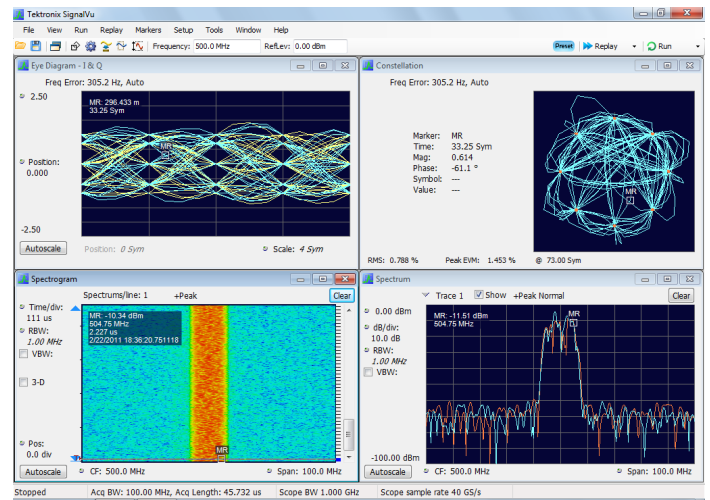 Tektronix SignalVu
File View Run Replay Markers Setup Tools Window Help
Frequency: 500.0 MHz RefLev: 0.00 dBm Preset Replay Run
Eye Diagram - I & Q
Freq Error: 305.2 Hz, Auto
2.50
MR: 296.433 m
33.25 Sym
MR
Position:
0.000
-2.50
Autoscale Position: 0 Sym Scale: 4 Sym
Constellation
Freq Error: 305.2 Hz, Auto
Marker: MR
Time: 33.25 Sym
Mag: 0.614
Phase: -61.1 °
Symbol: ---
Value: ---
MR
RMS: 0.788 % Peak EVM: 1.453 % @ 73.00 Sym
Spectrogram
Spectrums/line: 1 +Peak Clear
Time/div:
111 us
RBW:
1.00 MHz
VBW:
3-D
Pos:
0.0 div
MR: -10.34 dBm
504.75 MHz
2.227 us
2/22/2011 18:36:20.751118
MR
Autoscale CF: 500.0 MHz Span: 100.0 MHz
Spectrum
Trace 1 Show +Peak Normal Clear
0.00 dBm
dB/div:
10.0 dB
RBW:
1.00 MHz
VBW:
MR: -11.51 dBm
504.75 MHz
MR
-100.00 dBm
Autoscale CF: 500.0 MHz Span: 100.0 MHz
Stopped Acq BW: 100.00 MHz, Acq Length: 45.732 us Scope BW 1.000 GHz Scope sample rate 40 GS/s